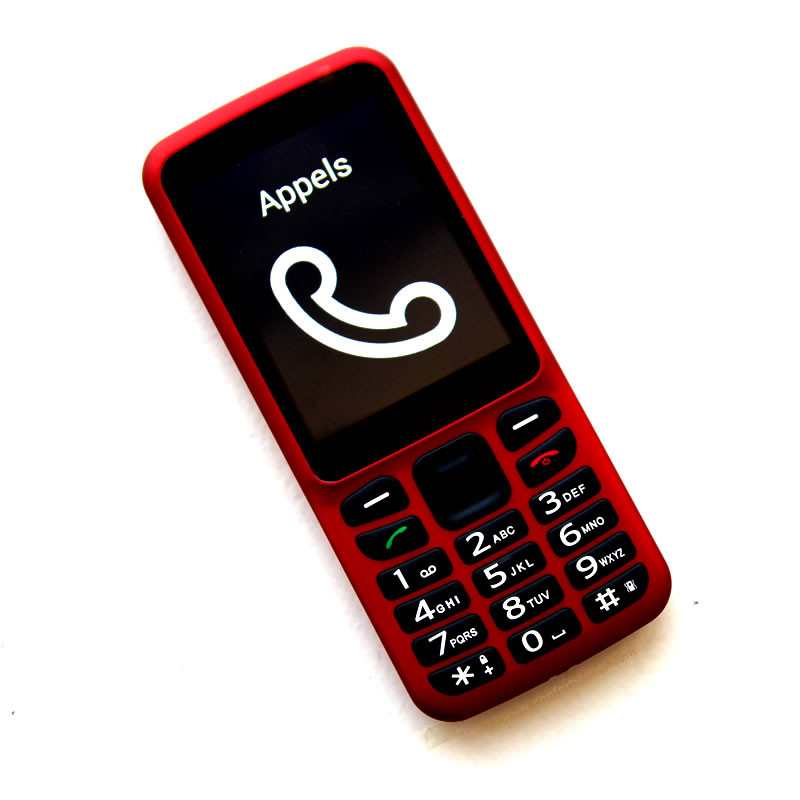 Appels
1
2 ABC
3 DEF
4 GHI
5 JKL
6 MNO
7 PQRS
8 TUV
9 WXYZ
* +
0
#